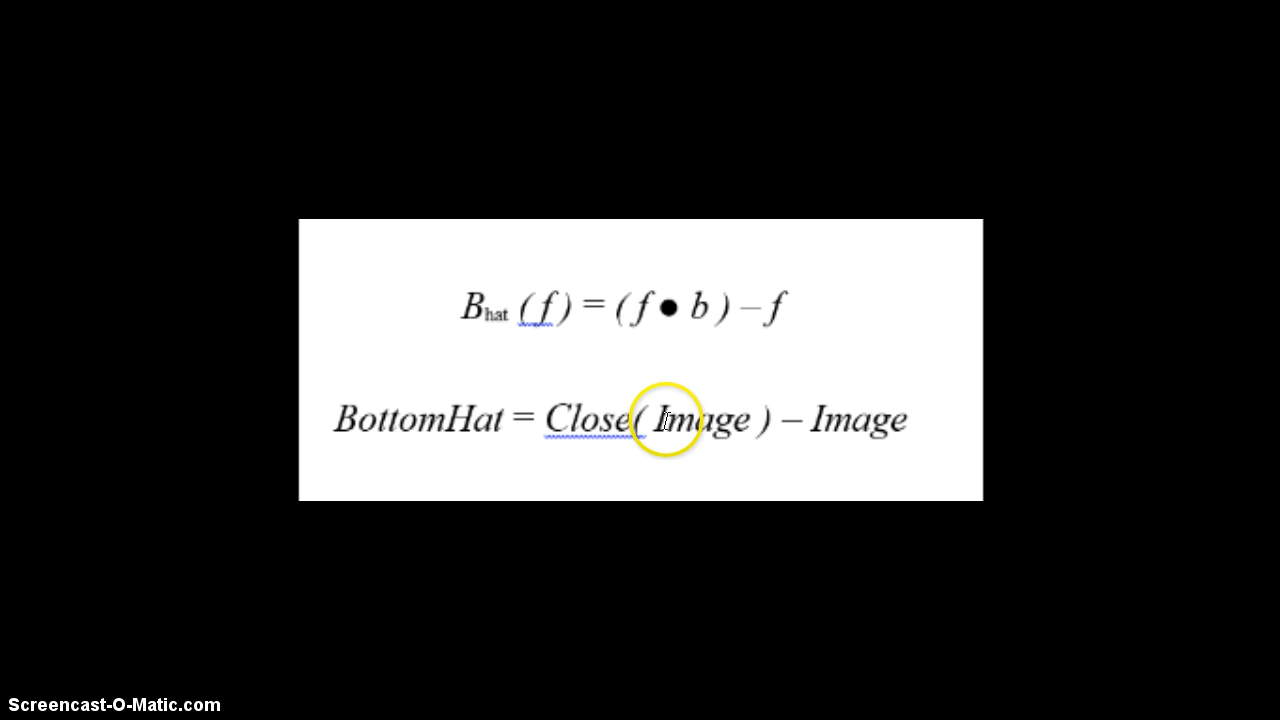 Bhat (f) = (f ● b) – f
BottomHat = Close( Image ) – Image
Screencast-O-Matic.com